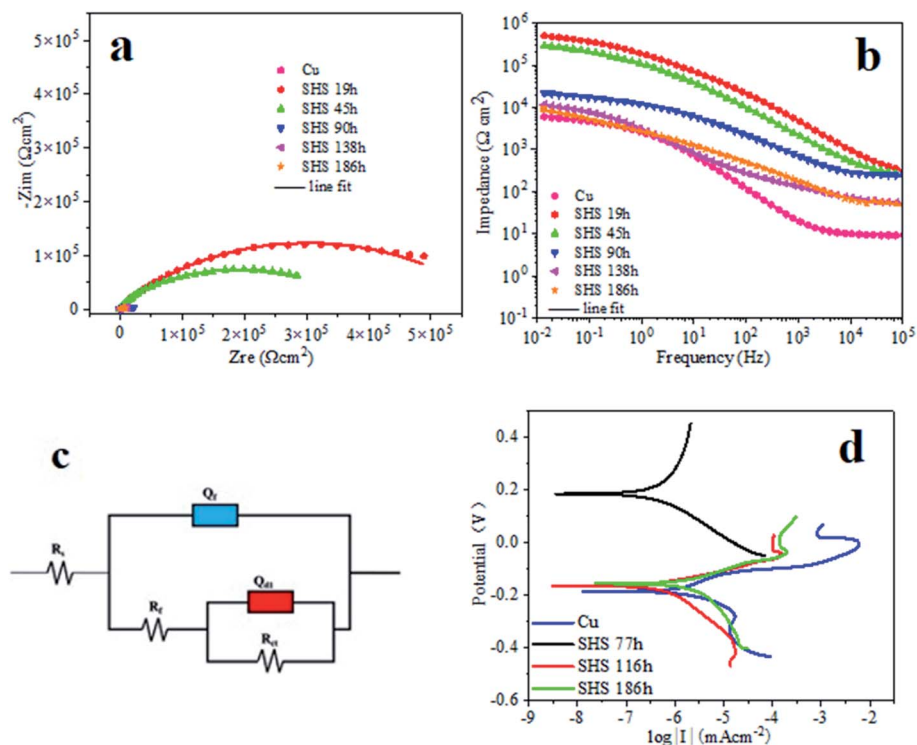 a
5×10⁵
4×10⁵
3×10⁵
2×10⁵
1×10⁵
0
-Zim (Ωcm²)
Cu
SHS 19h
SHS 45h
SHS 90h
SHS 138h
SHS 186h
line fit
0 1×10⁵ 2×10⁵ 3×10⁵ 4×10⁵ 5×10⁵
Zre (Ωcm²)
b
10⁶
10⁵
10⁴
10³
10²
10¹
10⁰
10⁻¹
Impedance (Ω cm²)
Cu
SHS 19h
SHS 45h
SHS 90h
SHS 138h
SHS 186h
line fit
10⁻² 10⁻¹ 10⁰ 10¹ 10² 10³ 10⁴ 10⁵
Frequency (Hz)
c
Qf
Rs
Qdl
Rf
Rct
d
0.4
0.2
0.0
-0.2
-0.4
-0.6
Potential (V)
Cu
SHS 77h
SHS 116h
SHS 186h
-9 -8 -7 -6 -5 -4 -3 -2 -1
log|I| (mAcm⁻²)